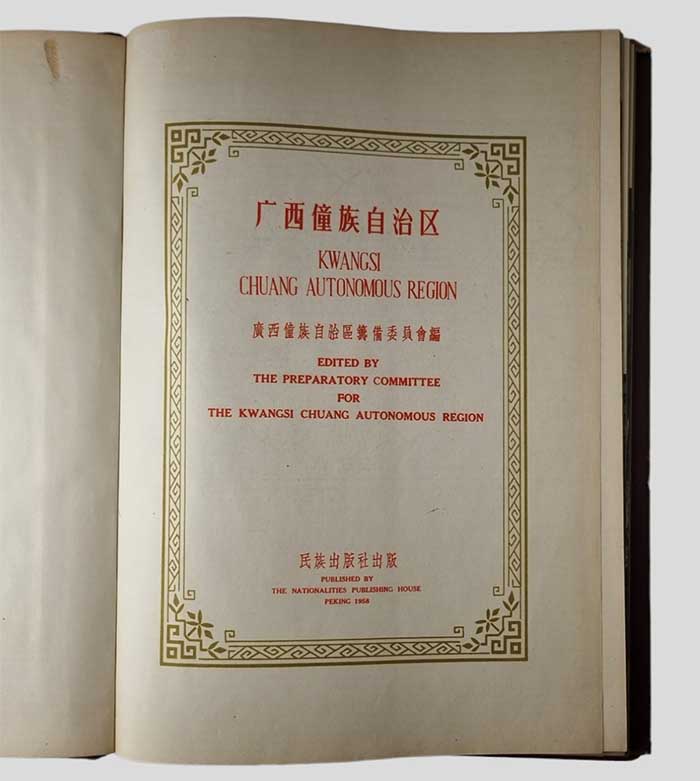 广西僮族自治区
KWANGSI
CHUANG AUTONOMOUS REGION
廣西僮族自治區籌備委員會編
EDITED BY
THE PREPARATORY COMMITTEE
FOR
THE KWANGSI CHUANG AUTONOMOUS REGION
民族出版社出版
PUBLISHED BY
THE NATIONALITIES PUBLISHING HOUSE
PEKING 1958